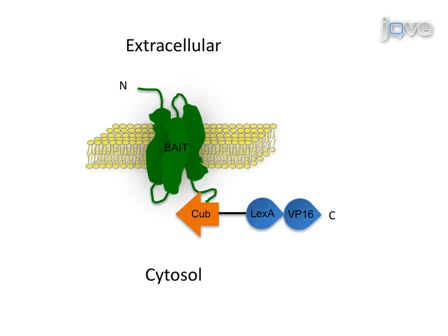 jove
Extracellular
N
BAIT
Cub
LexA
VP16
C
Cytosol